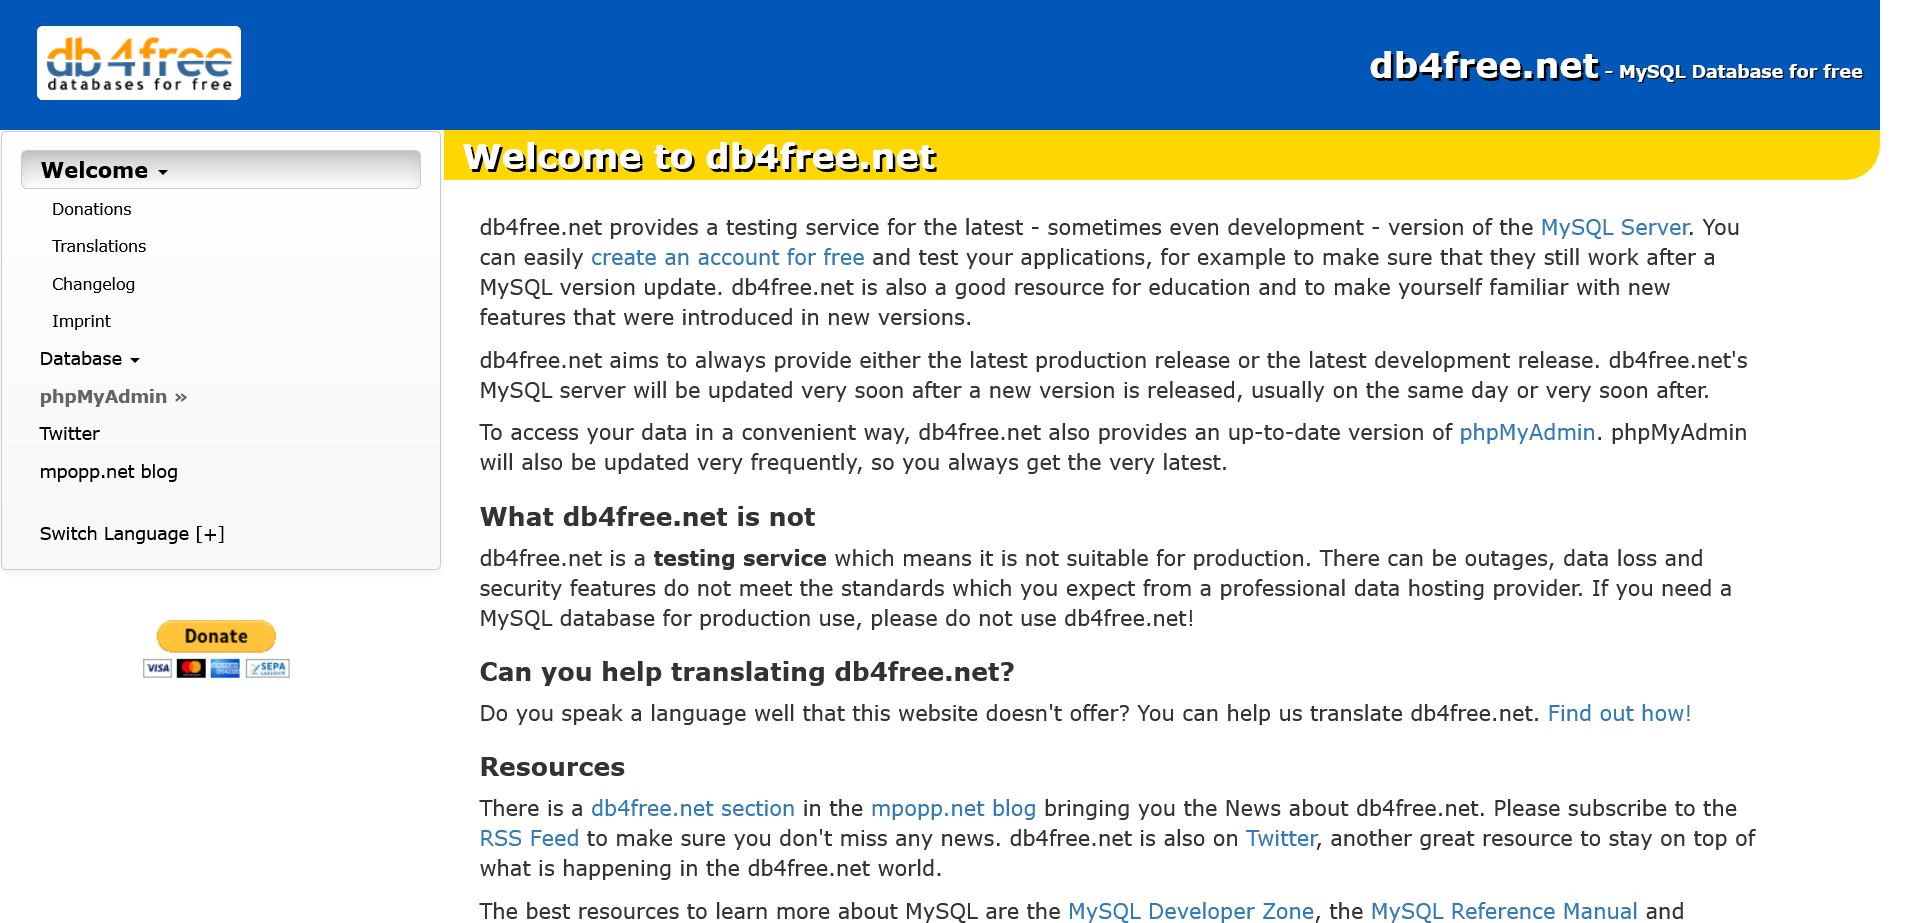 db4free
databases for free
db4free.net - MySQL Database for free
Welcome
Donations
Translations
Changelog
Imprint
Database
phpMyAdmin »
Twitter
mpopp.net blog
Switch Language [+]
Donate
VISA
SEPA
Welcome to db4free.net
db4free.net provides a testing service for the latest - sometimes even development - version of the MySQL Server. You
can easily create an account for free and test your applications, for example to make sure that they still work after a
MySQL version update. db4free.net is also a good resource for education and to make yourself familiar with new
features that were introduced in new versions.
db4free.net aims to always provide either the latest production release or the latest development release. db4free.net's
MySQL server will be updated very soon after a new version is released, usually on the same day or very soon after.
To access your data in a convenient way, db4free.net also provides an up-to-date version of phpMyAdmin. phpMyAdmin
will also be updated very frequently, so you always get the very latest.
What db4free.net is not
db4free.net is a testing service which means it is not suitable for production. There can be outages, data loss and
security features do not meet the standards which you expect from a professional data hosting provider. If you need a
MySQL database for production use, please do not use db4free.net!
Can you help translating db4free.net?
Do you speak a language well that this website doesn't offer? You can help us translate db4free.net. Find out how!
Resources
There is a db4free.net section in the mpopp.net blog bringing you the News about db4free.net. Please subscribe to the
RSS Feed to make sure you don't miss any news. db4free.net is also on Twitter, another great resource to stay on top of
what is happening in the db4free.net world.
The best resources to learn more about MySQL are the MySQL Developer Zone, the MySQL Reference Manual and